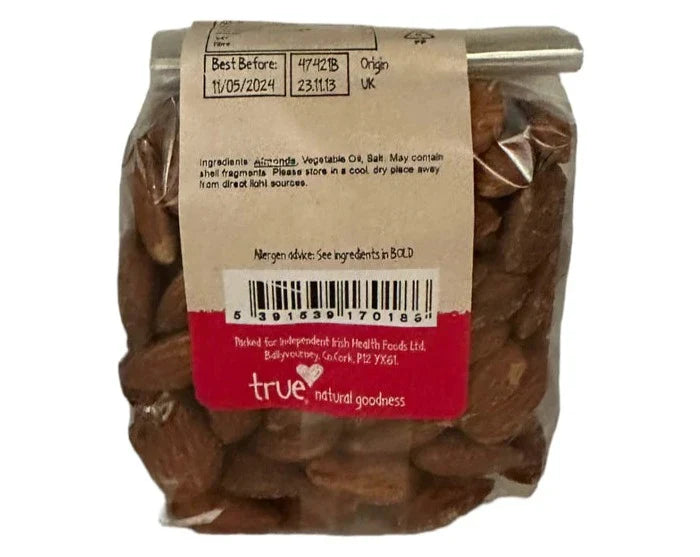 Best Before: 47421B Origin
11/05/2024 23.11.13 UK
Ingredients: Almonds, Vegetable Oil, Salt. May contain
shell fragments. Please store in a cool, dry place away
from direct light sources.
Allergen advice: See ingredients in BOLD
5 391539 170186
Packed for Independent Irish Health Foods Ltd,
Ballyvourney, Co.Cork, P12 YX61.
true
natural goodness